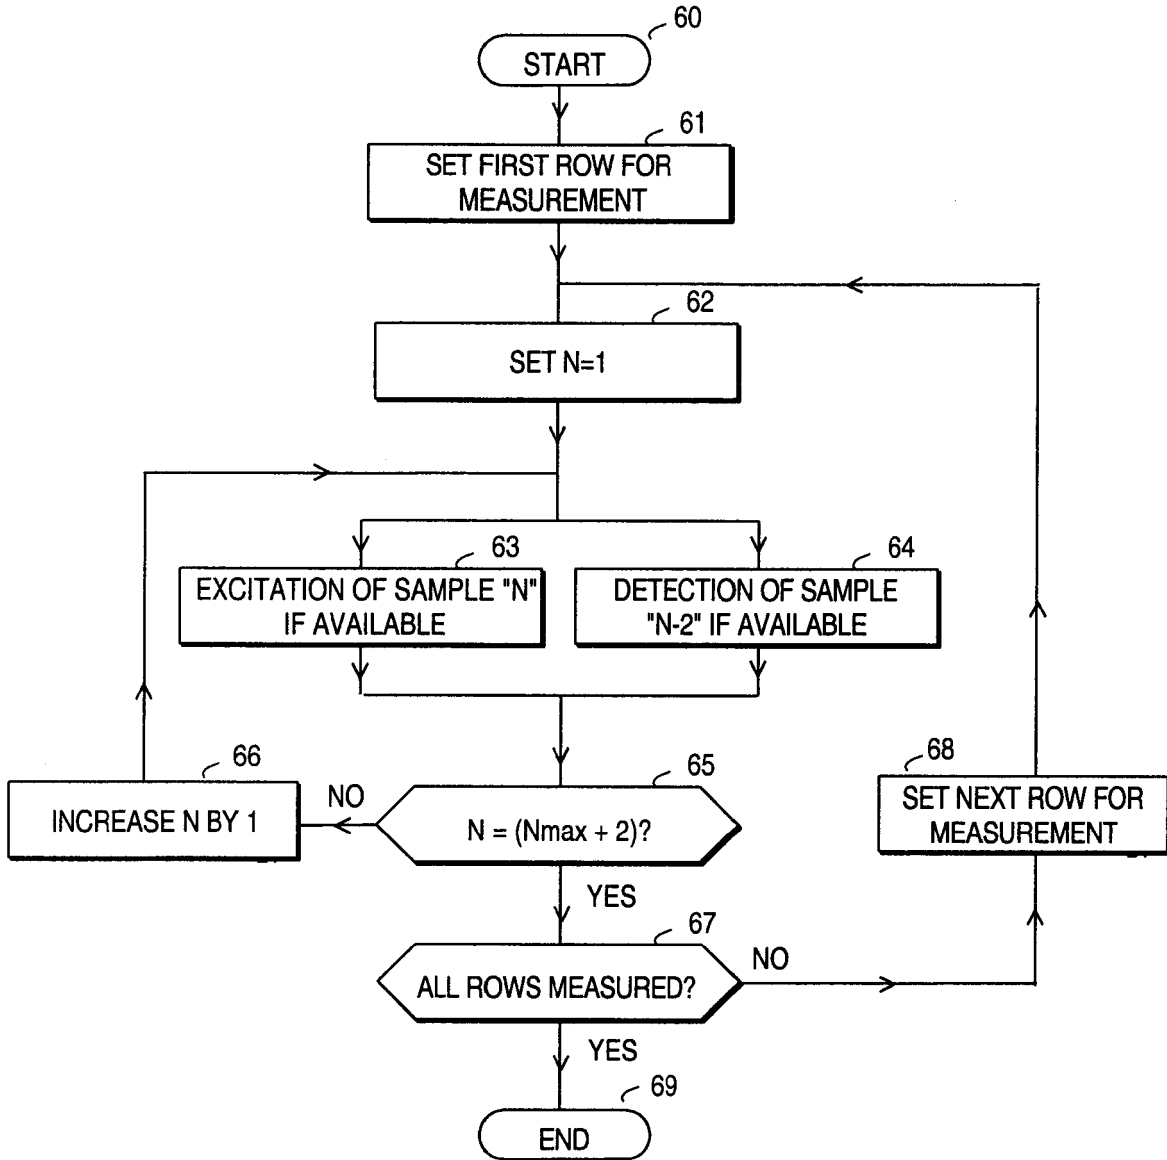 60
START
61
SET FIRST ROW FOR
MEASUREMENT
62
SET N=1
63
EXCITATION OF SAMPLE "N"
IF AVAILABLE
64
DETECTION OF SAMPLE
"N-2" IF AVAILABLE
66
INCREASE N BY 1
NO
65
N = (Nmax + 2)?
YES
68
SET NEXT ROW FOR
MEASUREMENT
67
ALL ROWS MEASURED?
NO
YES
69
END